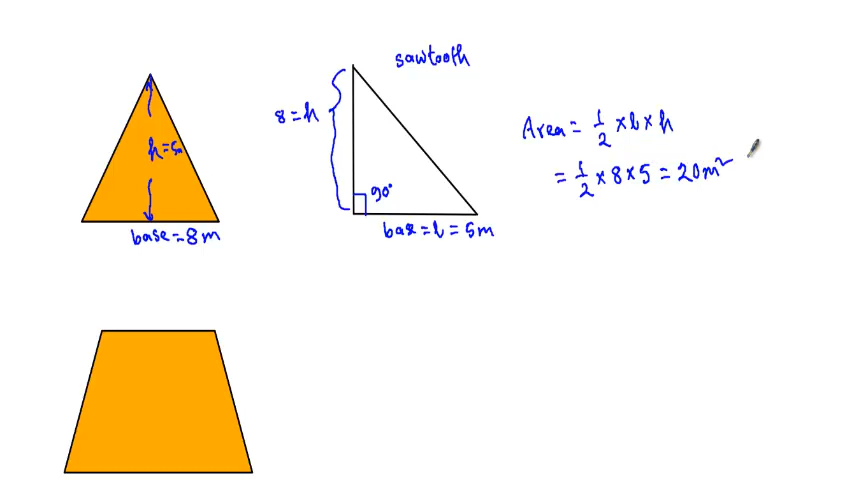 h=5m
base=8m
sawtooth
8=h
90°
base=b=5m
Area = 1/2 × b × h
= 1/2 × 8 × 5 = 20m²